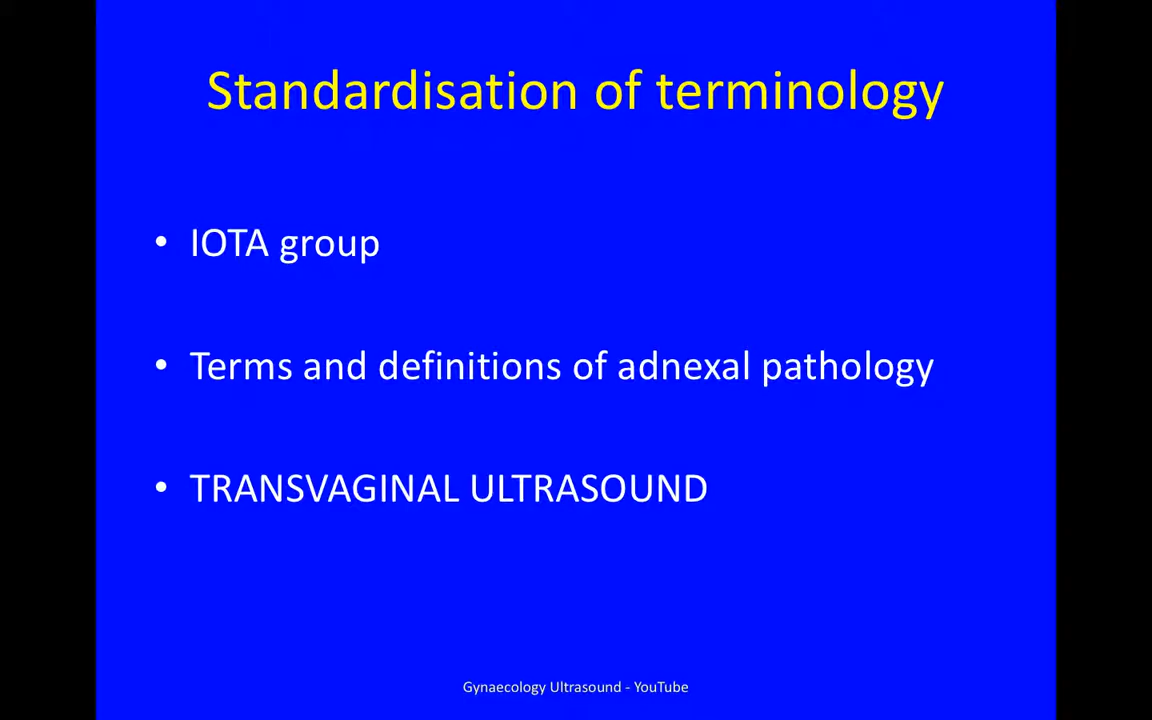 Standardisation of terminology
• IOTA group
• Terms and definitions of adnexal pathology
• TRANSVAGINAL ULTRASOUND
Gynaecology Ultrasound - YouTube